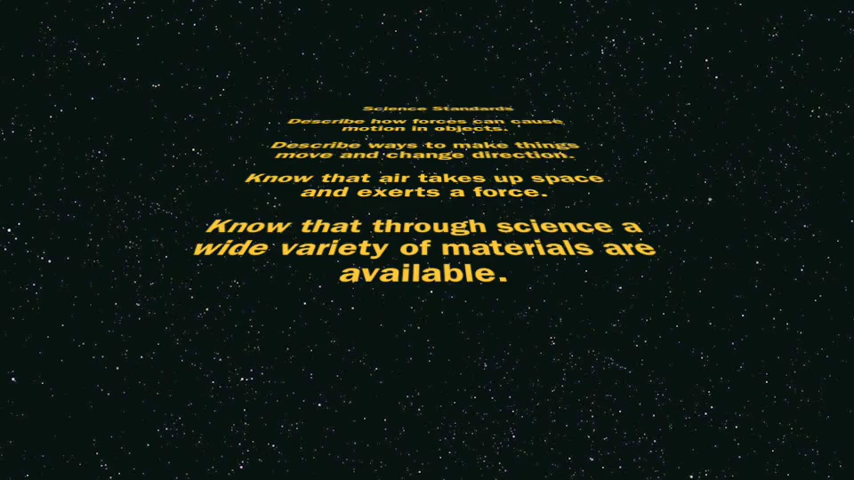 Science Standards
Describe how forces can cause
motion in objects.
Describe ways to make things
move and change direction.
Know that air takes up space
and exerts a force.
Know that through science a
wide variety of materials are
available.